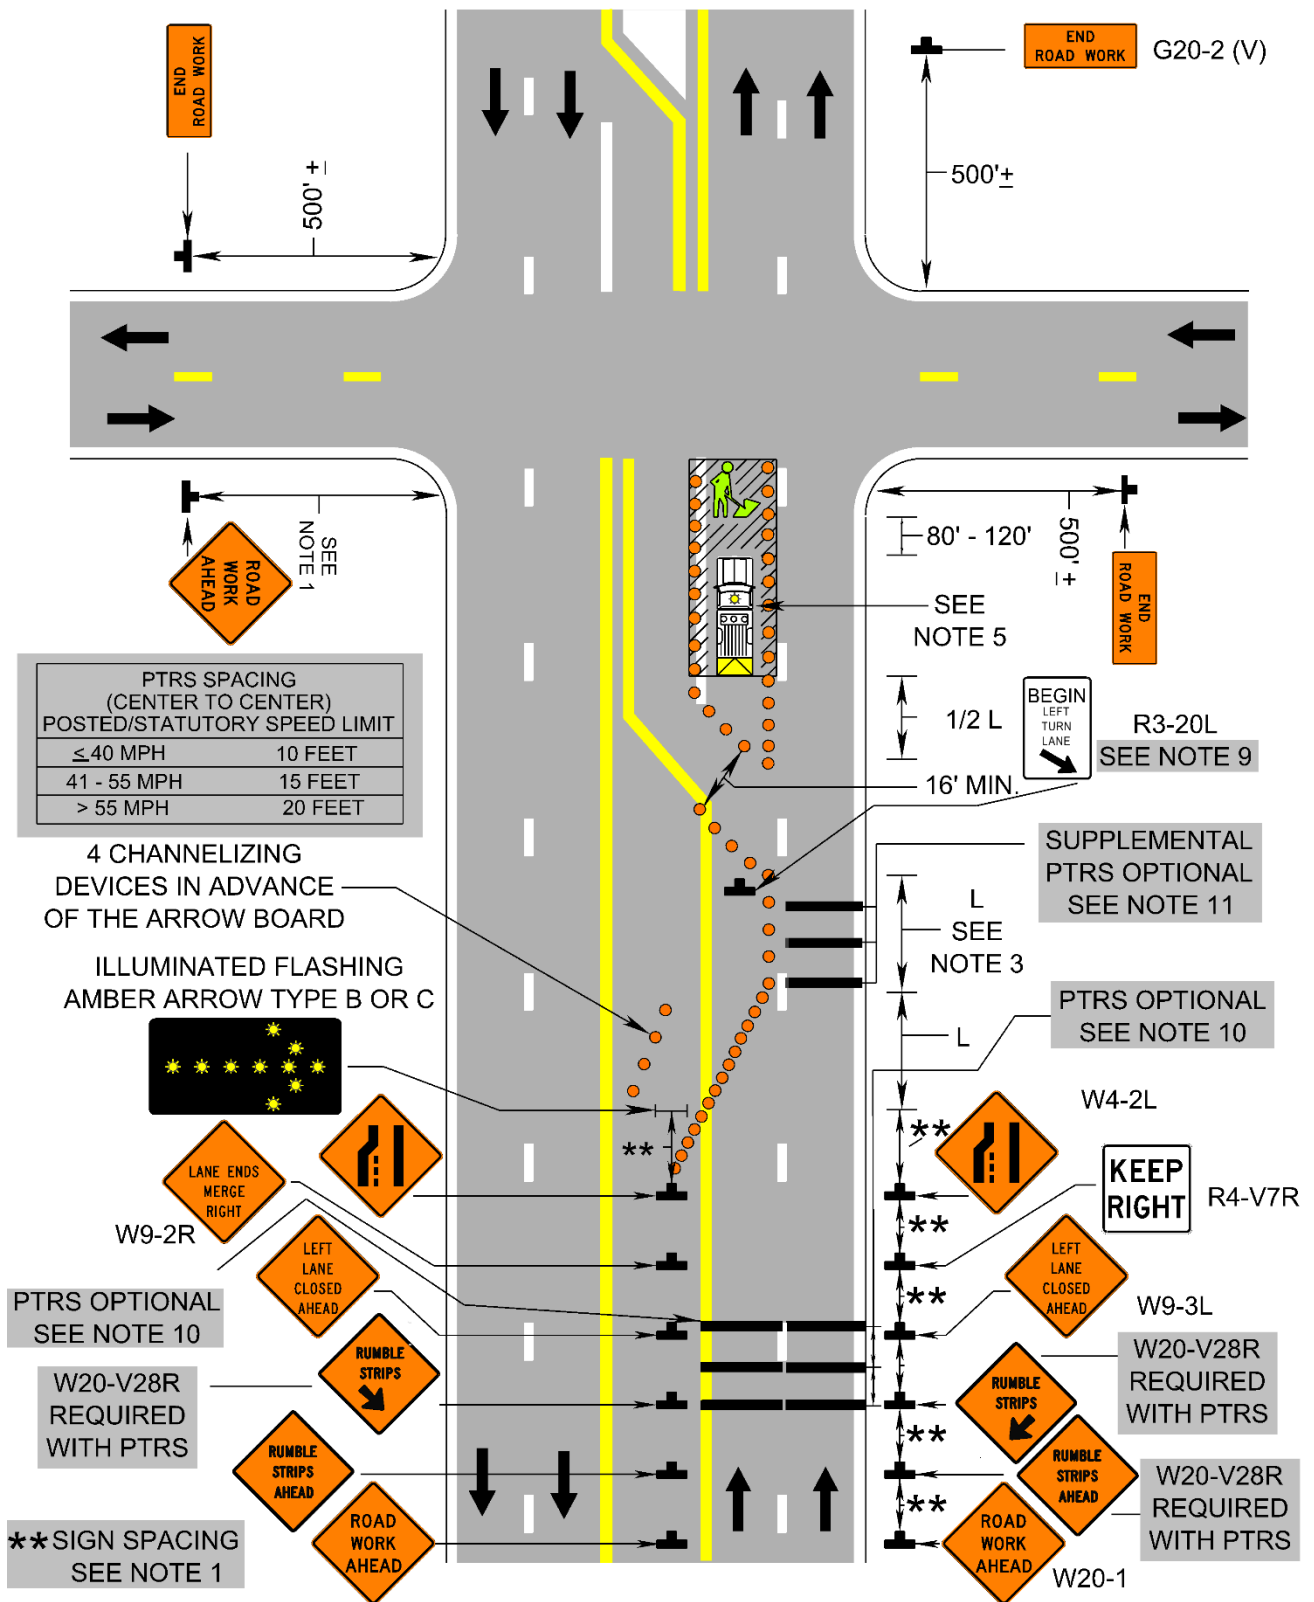 END
ROAD WORK
END
ROAD WORK
G20-2 (V)
500' ±
500'±
SEE
NOTE 1
ROAD
WORK
AHEAD
80' - 120'
500' ±
END
ROAD WORK
SEE
NOTE 5
PTRS SPACING
(CENTER TO CENTER)
POSTED/STATUTORY SPEED LIMIT
≤ 40 MPH 10 FEET
41 - 55 MPH 15 FEET
> 55 MPH 20 FEET
1/2 L
BEGIN
LEFT
TURN
LANE
R3-20L
SEE NOTE 9
16' MIN.
4 CHANNELIZING
DEVICES IN ADVANCE
OF THE ARROW BOARD
SUPPLEMENTAL
PTRS OPTIONAL
SEE NOTE 11
L
SEE
NOTE 3
ILLUMINATED FLASHING
AMBER ARROW TYPE B OR C
PTRS OPTIONAL
SEE NOTE 10
L
W4-2L
**
**
KEEP
RIGHT
R4-V7R
LANE ENDS
MERGE
RIGHT
W9-2R
**
LEFT
LANE
CLOSED
AHEAD
LEFT
LANE
CLOSED
AHEAD
**
W9-3L
PTRS OPTIONAL
SEE NOTE 10
RUMBLE
STRIPS
W20-V28R
REQUIRED
WITH PTRS
W20-V28R
REQUIRED
WITH PTRS
RUMBLE
STRIPS
**
RUMBLE
STRIPS
AHEAD
RUMBLE
STRIPS
AHEAD
W20-V28R
REQUIRED
WITH PTRS
**
**SIGN SPACING
SEE NOTE 1
ROAD
WORK
AHEAD
ROAD
WORK
AHEAD
W20-1